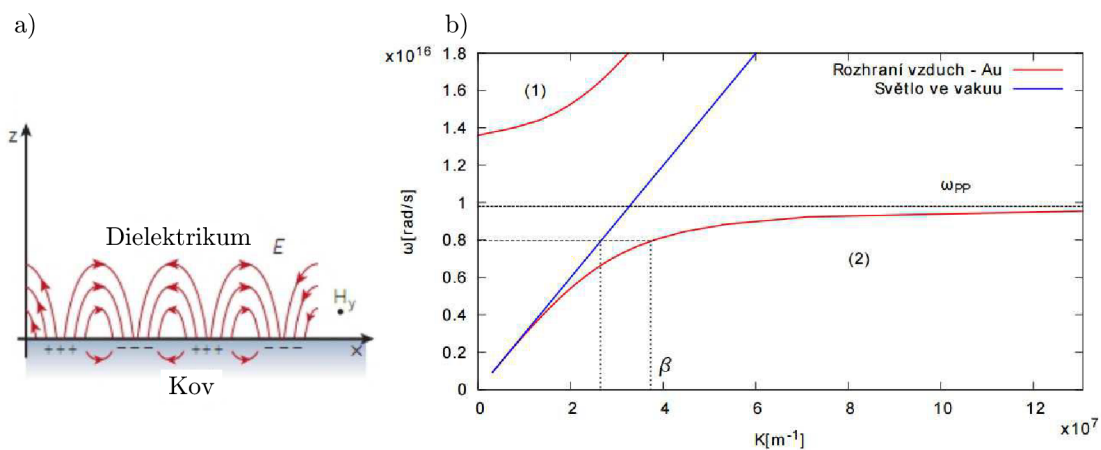 a)
z
Dielektrikum
E
H_y
+++ --- +++ ---
x
Kov
b)
x10^16
1.8
1.6
1.4
1.2
1
0.8
0.6
0.4
0.2
0
ω[rad/s]
(1)
Rozhraní vzduch - Au
Světlo ve vakuu
ω_PP
(2)
β
0 2 4 6 8 10 12
x10^7
K[m^-1]